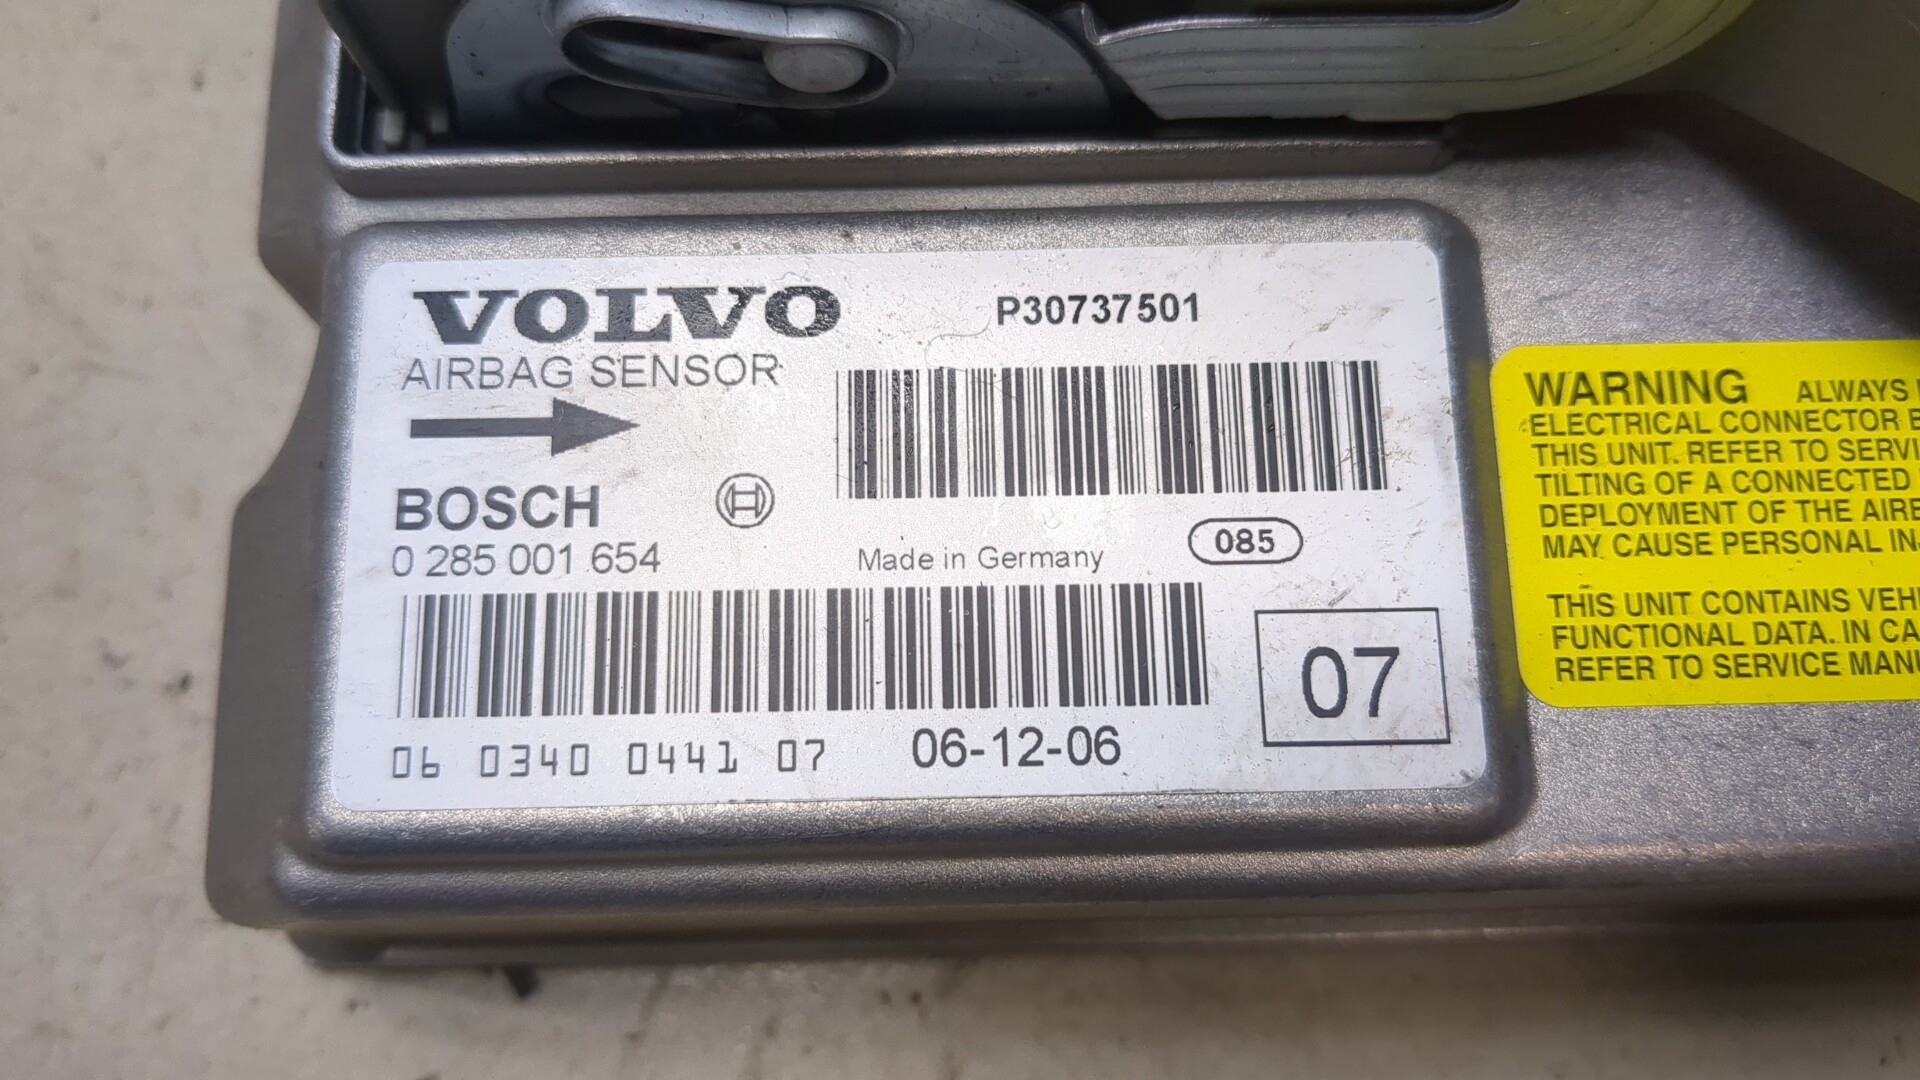 VOLVO
P30737501
AIRBAG SENSOR
BOSCH
0 285 001 654
Made in Germany
085
07
06 0340 0441 07
06-12-06
WARNING ALWAYS
ELECTRICAL CONNECTOR
THIS UNIT. REFER TO
TILTING OF A CONNECTED
DEPLOYMENT OF THE
MAY CAUSE PERSONAL
THIS UNIT CONTAINS
FUNCTIONAL DATA. IN
REFER TO SERVICE